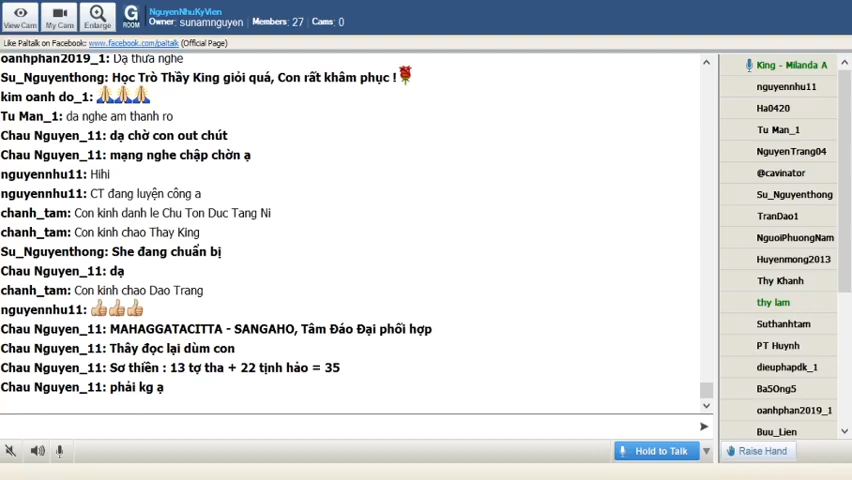 NguyenNhuKyVien
Owner: sunamnguyen Members: 27 Cams: 0
View Cam My Cam Enlarge G ROOM
Like Paltalk on Facebook: www.facebook.com/paltalk (Official Page)
oanhphan2019_1: Dạ thưa nghe
Su_Nguyenthong: Học Trò Thầy King giỏi quá, Con rất khâm phục !
kim oanh do_1:
Tu Man_1: da nghe am thanh ro
Chau Nguyen_11: dạ chờ con out chút
Chau Nguyen_11: mạng nghe chập chờn ạ
nguyennhu11: Hihi
nguyennhu11: CT đang luyện công a
chanh_tam: Con kinh danh le Chu Ton Duc Tang Ni
chanh_tam: Con kinh chao Thay King
Su_Nguyenthong: She đang chuẩn bị
Chau Nguyen_11: dạ
chanh_tam: Con kinh chao Dao Trang
nguyennhu11:
Chau Nguyen_11: MAHAGGATACITTA - SANGAHO, Tâm Đáo Đại phối hợp
Chau Nguyen_11: Thầy đọc lại dùm con
Chau Nguyen_11: Sơ thiền : 13 tợ tha + 22 tịnh hảo = 35
Chau Nguyen_11: phải kg ạ
Hold to Talk
King - Milanda A
nguyennhu11
Ha0420
Tu Man_1
NguyenTrang04
@cavinator
Su_Nguyenthong
TranDao1
NguoiPhuongNam
Huyenmong2013
Thy Khanh
thy lam
Suthanhtam
PT Huynh
dieuphapdk_1
Ba5Ong5
oanhphan2019_1
Buu_Lien
Raise Hand